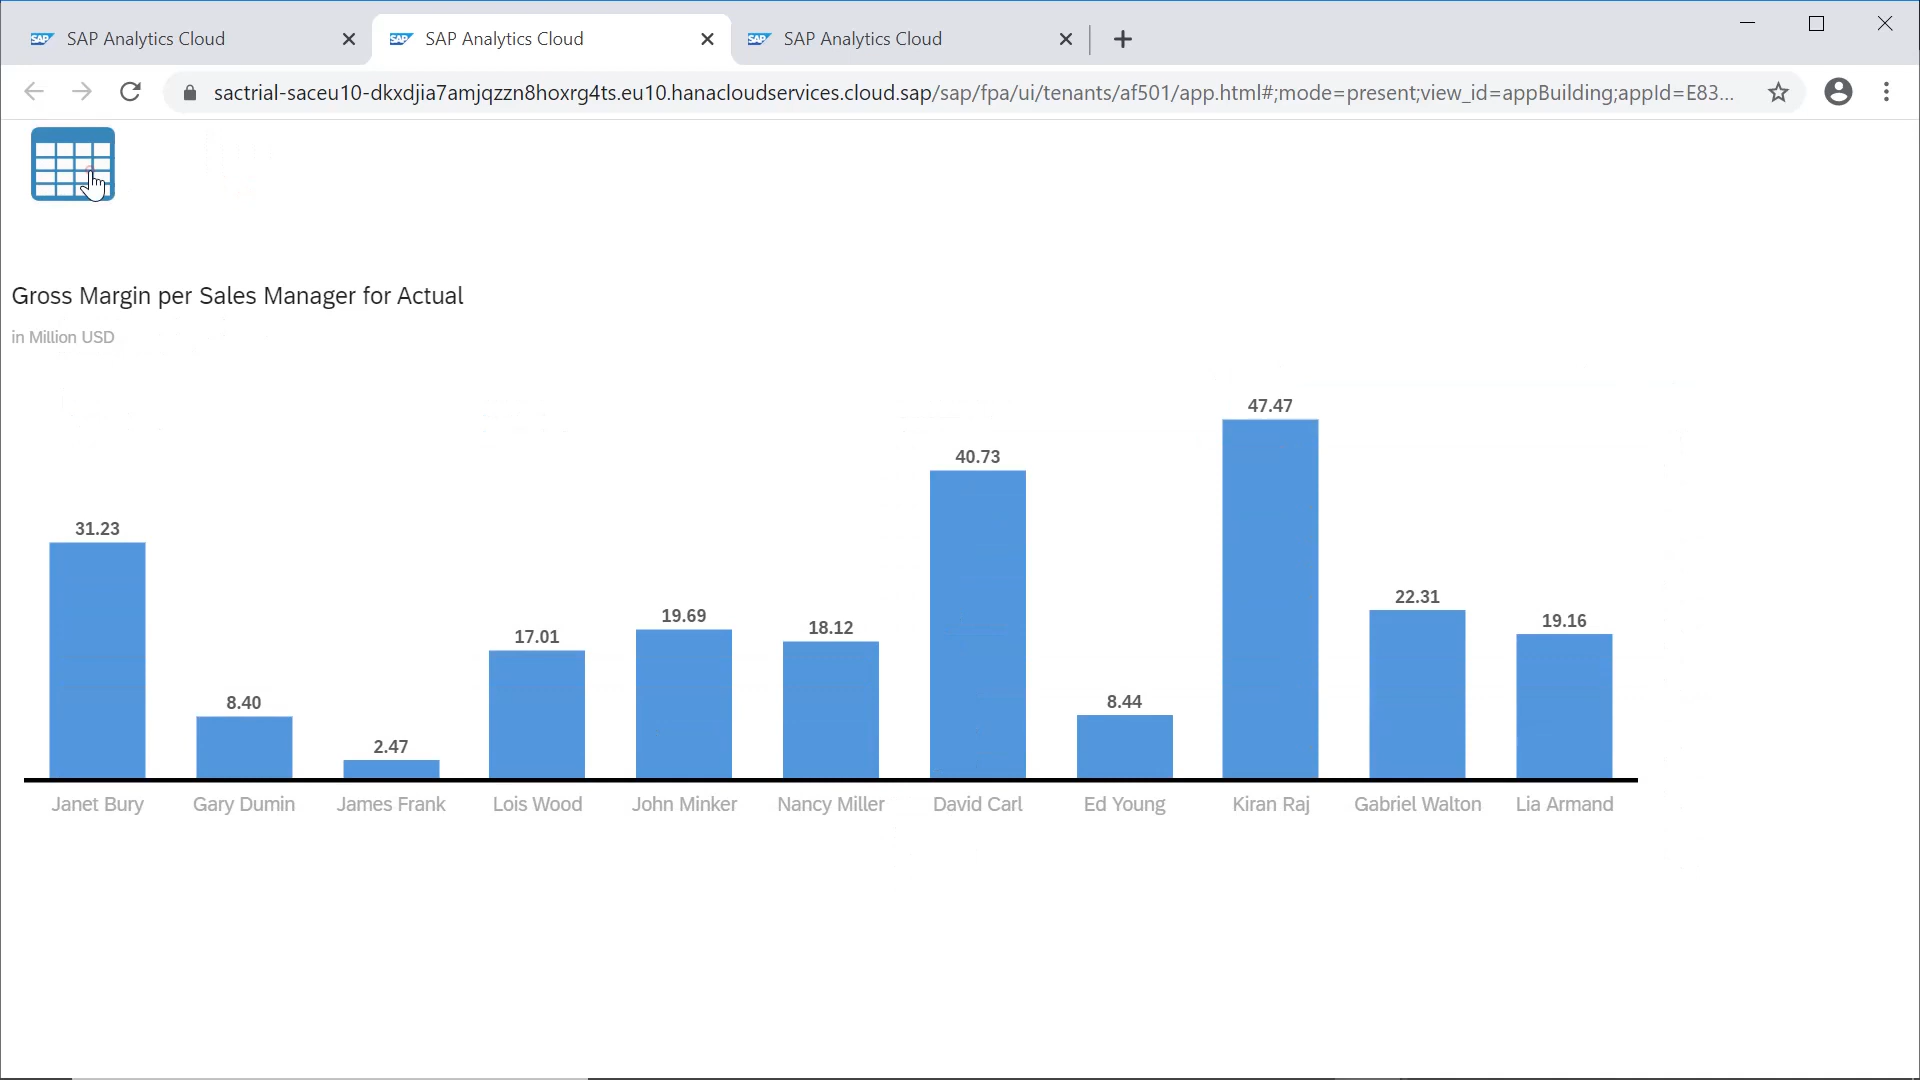 SAP SAP Analytics Cloud SAP SAP Analytics Cloud SAP SAP Analytics Cloud
sactrial-saceu10-dkxdjia7amjqzzn8hoxrg4ts.eu10.hanacloudservices.cloud.sap/sap/fpa/ui/tenants/af501/app.html#;mode=present;view_id=appBuilding;appId=E83...
Gross Margin per Sales Manager for Actual
in Million USD
47.47
40.73
31.23
22.31
19.69
19.16
18.12
17.01
8.44
8.40
2.47
Janet Bury Gary Dumin James Frank Lois Wood John Minker Nancy Miller David Carl Ed Young Kiran Raj Gabriel Walton Lia Armand